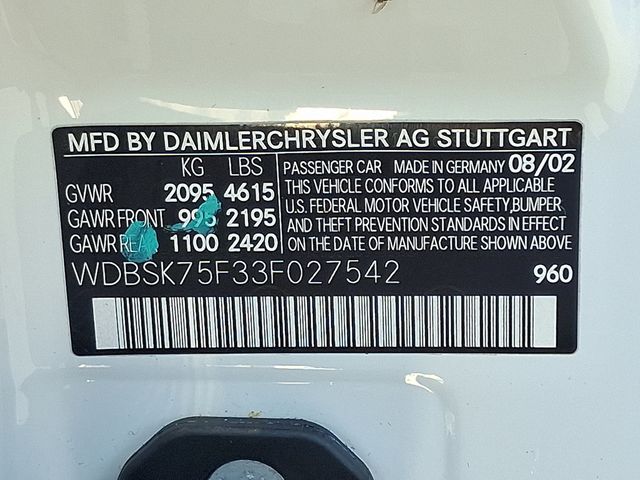 MFD BY DAIMLERCHRYSLER AG STUTTGART
KG LBS
GVWR 2095 4615
GAWR FRONT 995 2195
GAWR REA 1100 2420
PASSENGER CAR MADE IN GERMANY 08/02
THIS VEHICLE CONFORMS TO ALL APPLICABLE
U.S. FEDERAL MOTOR VEHICLE SAFETY, BUMPER
AND THEFT PREVENTION STANDARDS IN EFFECT
ON THE DATE OF MANUFACTURE SHOWN ABOVE
WDBSK75F33F027542 960